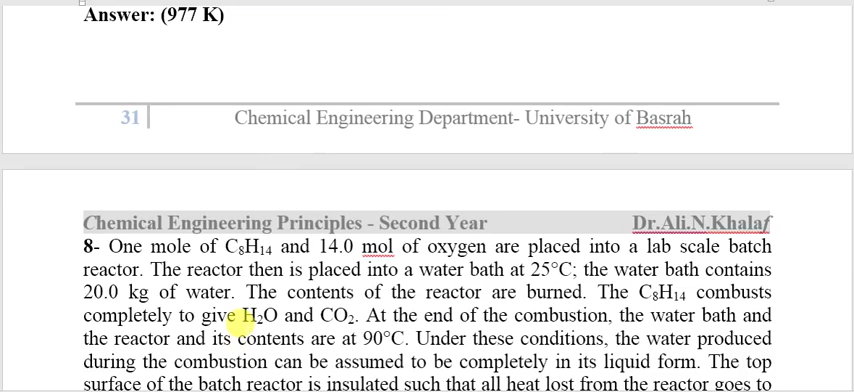 Answer: (977 K)
31 Chemical Engineering Department- University of Basrah
Chemical Engineering Principles - Second Year Dr.Ali.N.Khalaf
8- One mole of C₈H₁₄ and 14.0 mol of oxygen are placed into a lab scale batch
reactor. The reactor then is placed into a water bath at 25°C; the water bath contains
20.0 kg of water. The contents of the reactor are burned. The C₈H₁₄ combusts
completely to give H₂O and CO₂. At the end of the combustion, the water bath and
the reactor and its contents are at 90°C. Under these conditions, the water produced
during the combustion can be assumed to be completely in its liquid form. The top
surface of the batch reactor is insulated such that all heat lost from the reactor goes to